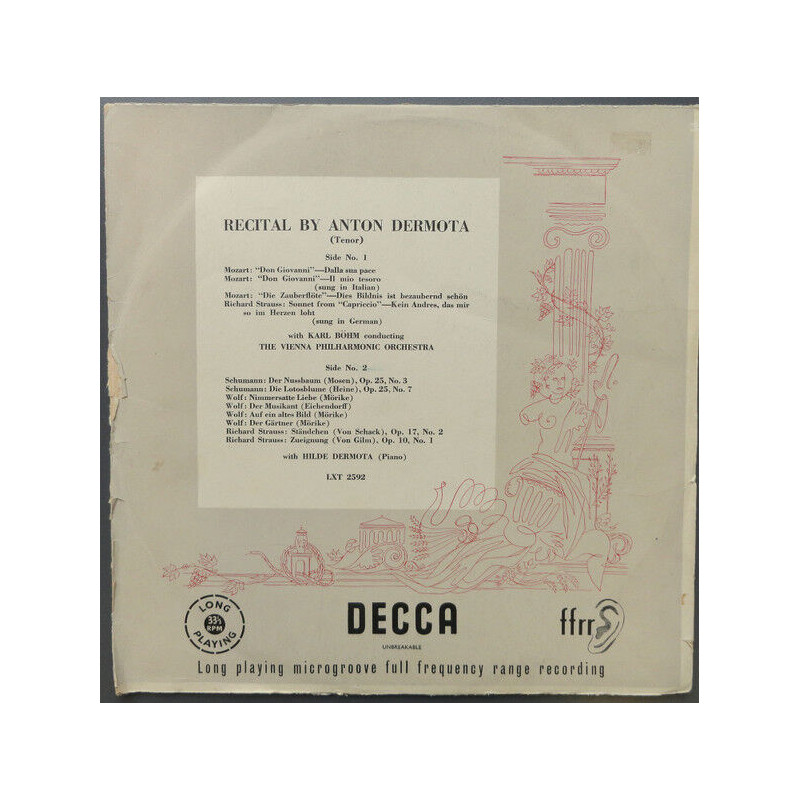 RECITAL BY ANTON DERMOTA
(Tenor)
Side No. 1
Mozart: "Don Giovanni"—Dalla sua pace
Mozart: "Don Giovanni"—Il mio tesoro
(sung in Italian)
Mozart: "Die Zauberflöte"—Dies Bildnis ist bezaubernd schön
Richard Strauss: Sonnet from "Capriccio"—Kein Andres, das mir
so im Herzen loht
(sung in German)
with KARL BÖHM conducting
THE VIENNA PHILHARMONIC ORCHESTRA
Side No. 2
Schumann: Der Nussbaum (Mosen), Op. 25, No. 3
Schumann: Die Lotosblume (Heine), Op. 25, No. 7
Wolf: Nimmersatte Liebe (Mörike)
Wolf: Der Musikant (Eichendorff)
Wolf: Auf ein altes Bild (Mörike)
Wolf: Der Gärtner (Mörike)
Richard Strauss: Ständchen (Von Schack), Op. 17, No. 2
Richard Strauss: Zueignung (Von Gilm), Op. 10, No. 1
with HILDE DERMOTA (Piano)
LXT 2592
LONG
33⅓
RPM
PLAYING
DECCA
ffrr
UNBREAKABLE
Long playing microgroove full frequency range recording